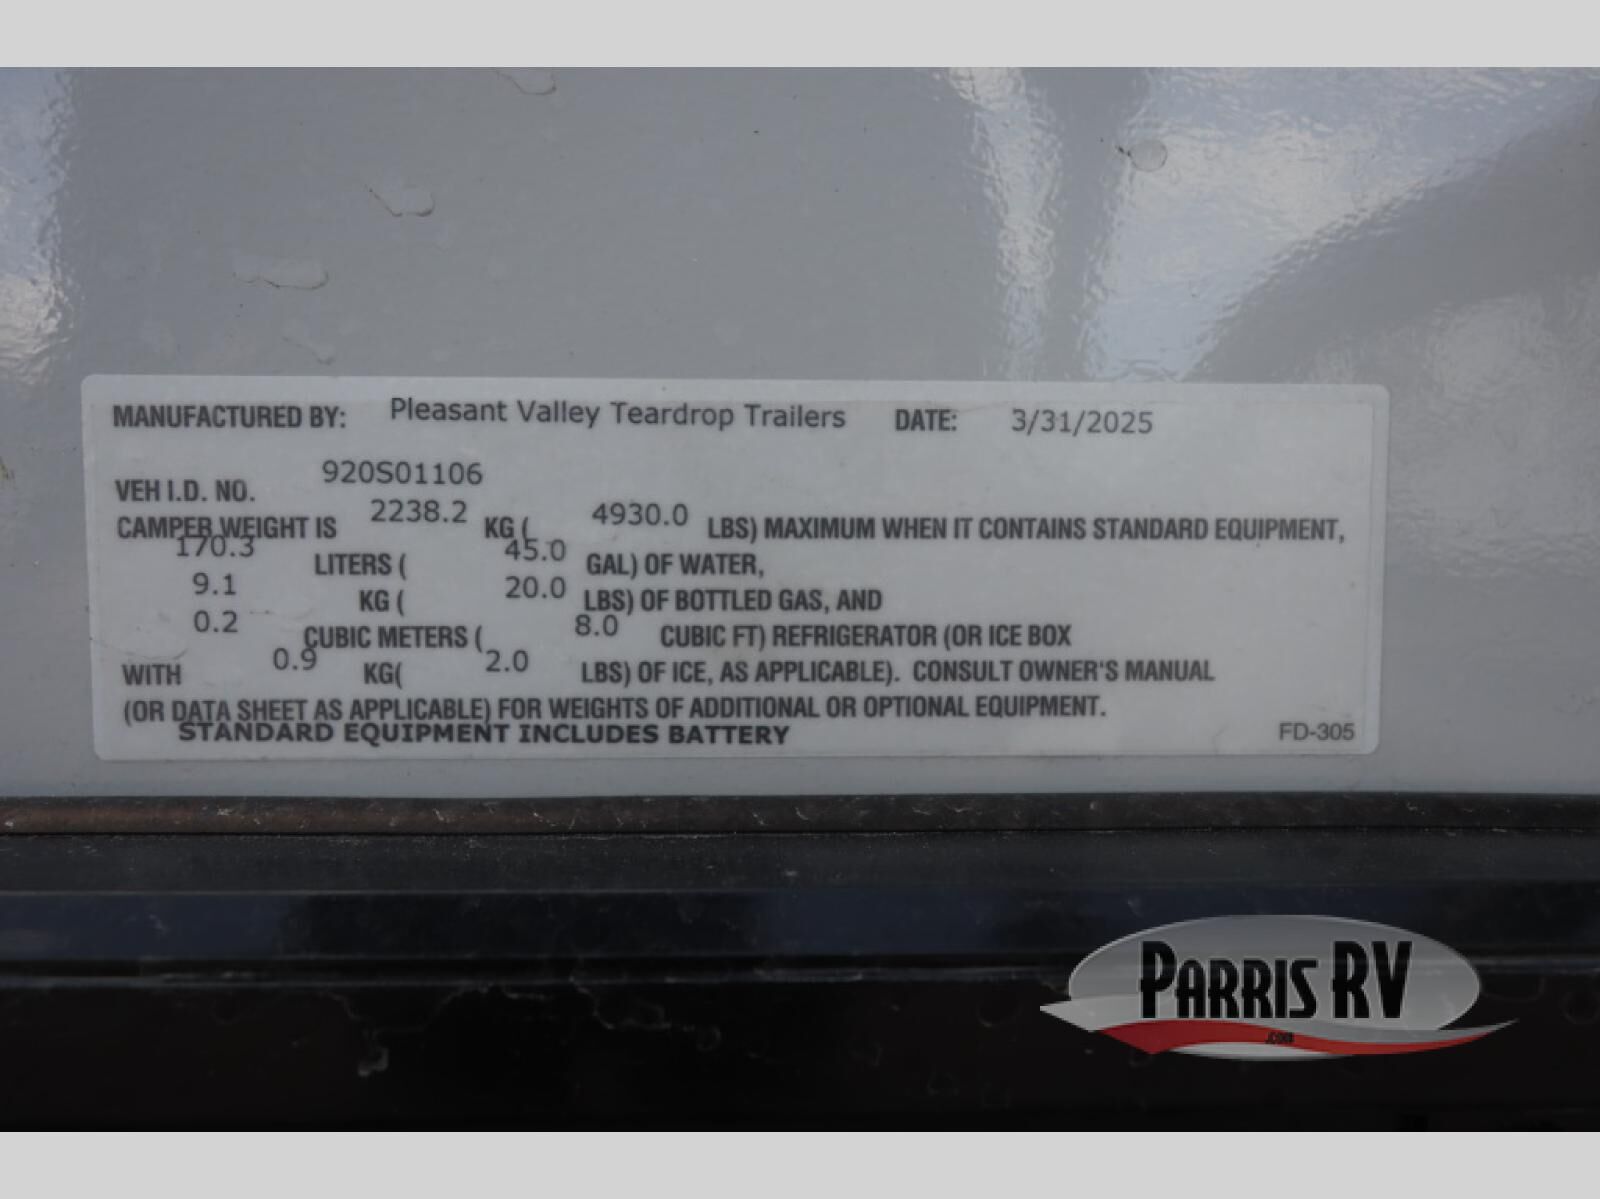 MANUFACTURED BY: Pleasant Valley Teardrop Trailers DATE: 3/31/2025
VEH I.D. NO. 920S01106
CAMPER WEIGHT IS 2238.2 KG ( 4930.0 LBS) MAXIMUM WHEN IT CONTAINS STANDARD EQUIPMENT,
170.3 LITERS ( 45.0 GAL) OF WATER,
9.1 KG ( 20.0 LBS) OF BOTTLED GAS, AND
0.2 CUBIC METERS ( 8.0 CUBIC FT) REFRIGERATOR (OR ICE BOX
WITH 0.9 KG( 2.0 LBS) OF ICE, AS APPLICABLE). CONSULT OWNER'S MANUAL
(OR DATA SHEET AS APPLICABLE) FOR WEIGHTS OF ADDITIONAL OR OPTIONAL EQUIPMENT.
STANDARD EQUIPMENT INCLUDES BATTERY FD-305
PARRIS RV
.COM